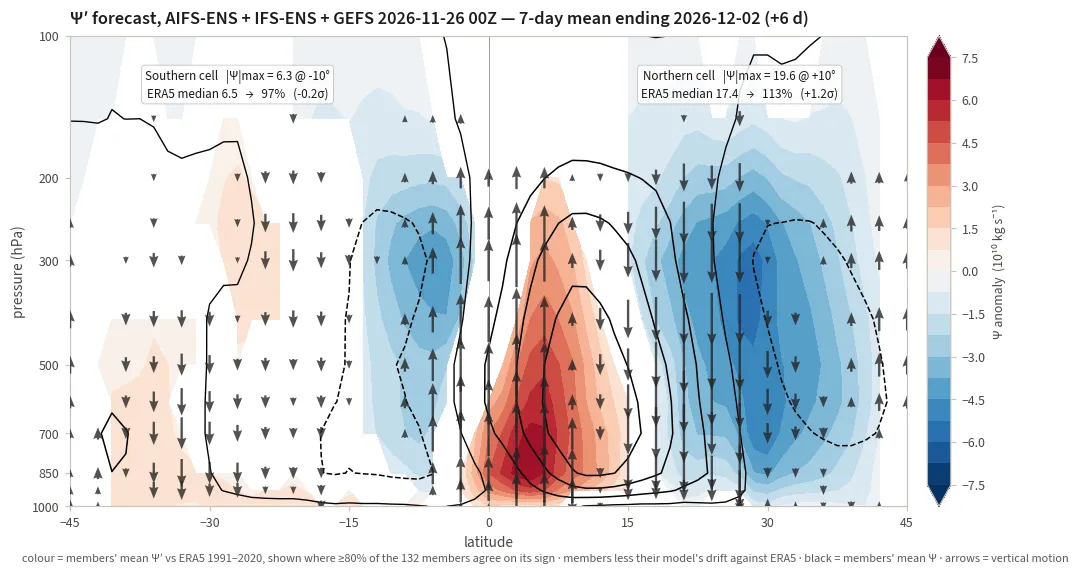 Ψ′ forecast, AIFS-ENS + IFS-ENS + GEFS 2026-11-26 00Z — 7-day mean ending 2026-12-02 (+6 d)
Southern cell |Ψ|max = 6.3 @ -10°
ERA5 median 6.5 → 97% (-0.2σ)
Northern cell |Ψ|max = 19.6 @ +10°
ERA5 median 17.4 → 113% (+1.2σ)
pressure (hPa)
100
200
300
400
500
700
850
1000
−45
−30
−15
0
15
30
45
latitude
7.5
6.0
4.5
3.0
1.5
0.0
−1.5
−3.0
−4.5
−6.0
−7.5
Ψ anomaly (10¹⁰ kg s⁻¹)
colour = members' mean Ψ′ vs ERA5 1991–2020, shown where ≥80% of the 132 members agree on its sign · members less their model's drift against ERA5 · black = members' mean Ψ · arrows = vertical motion